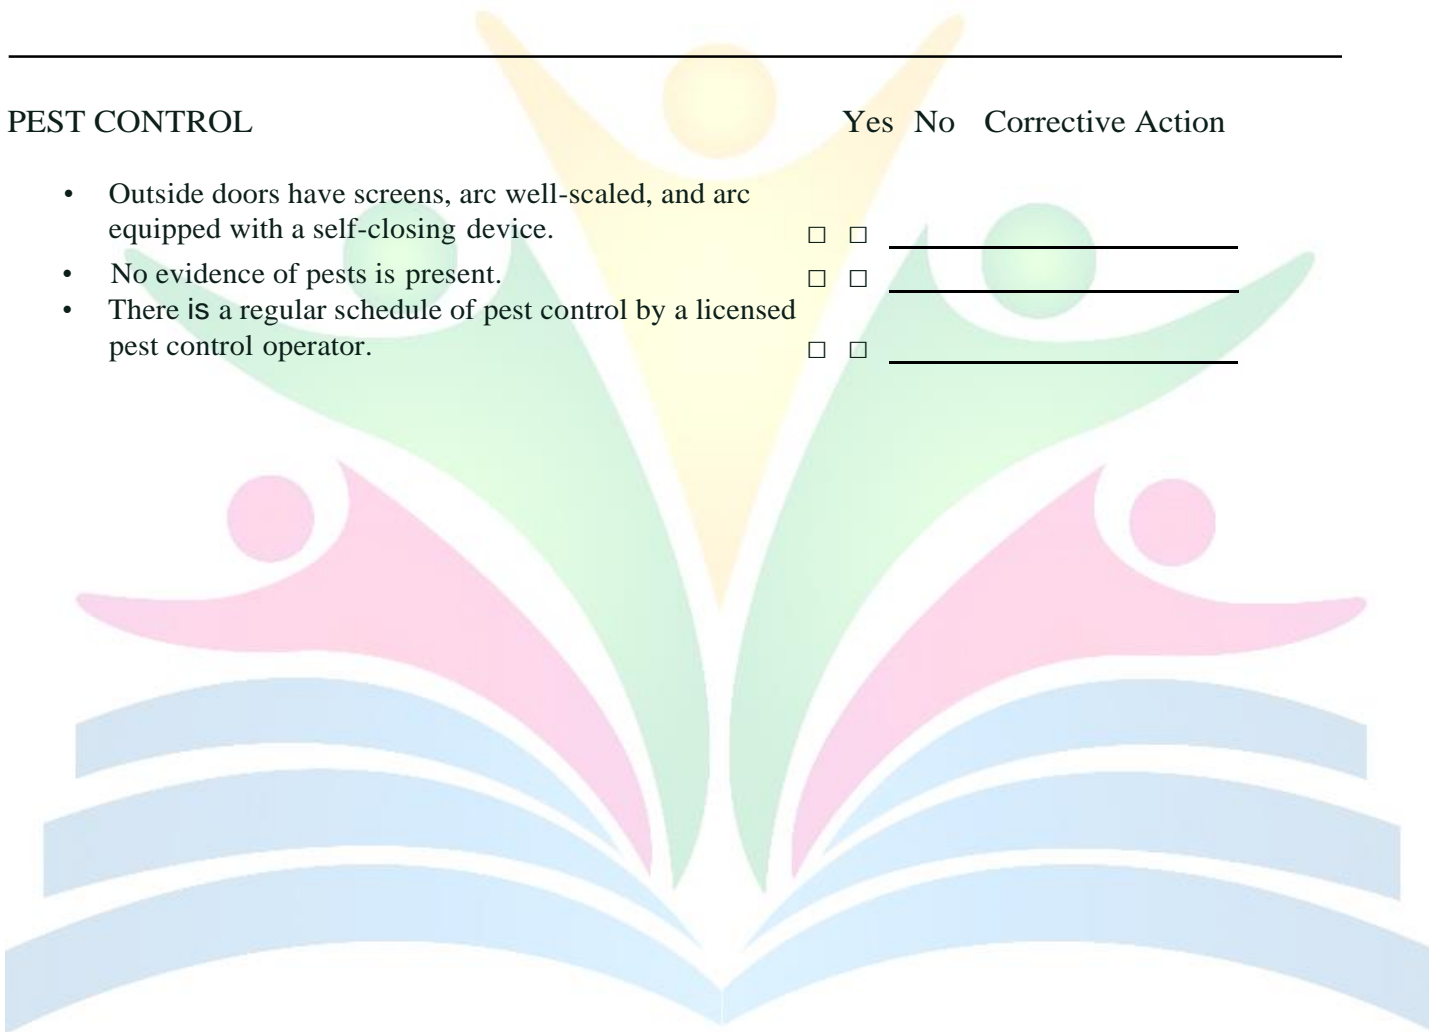 PEST CONTROL Yes No Corrective Action
• Outside doors have screens, arc well-scaled, and arc
equipped with a self-closing device. □ □
• No evidence of pests is present. □ □
• There is a regular schedule of pest control by a licensed
pest control operator. □ □